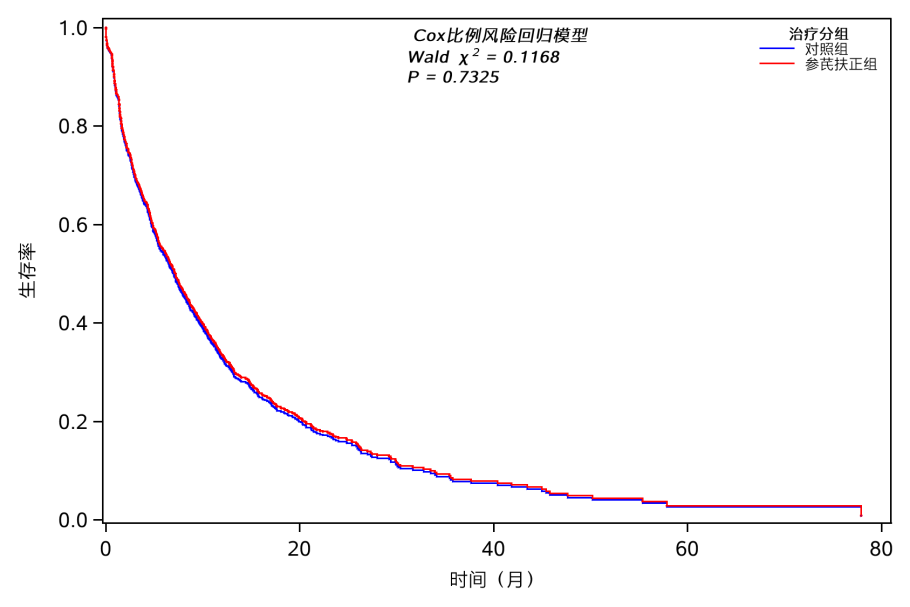 Cox比例风险回归模型
Wald χ² = 0.1168
P = 0.7325
治疗分组
对照组
参芪扶正组
生存率
1.0
0.8
0.6
0.4
0.2
0.0
0 20 40 60 80
时间（月）